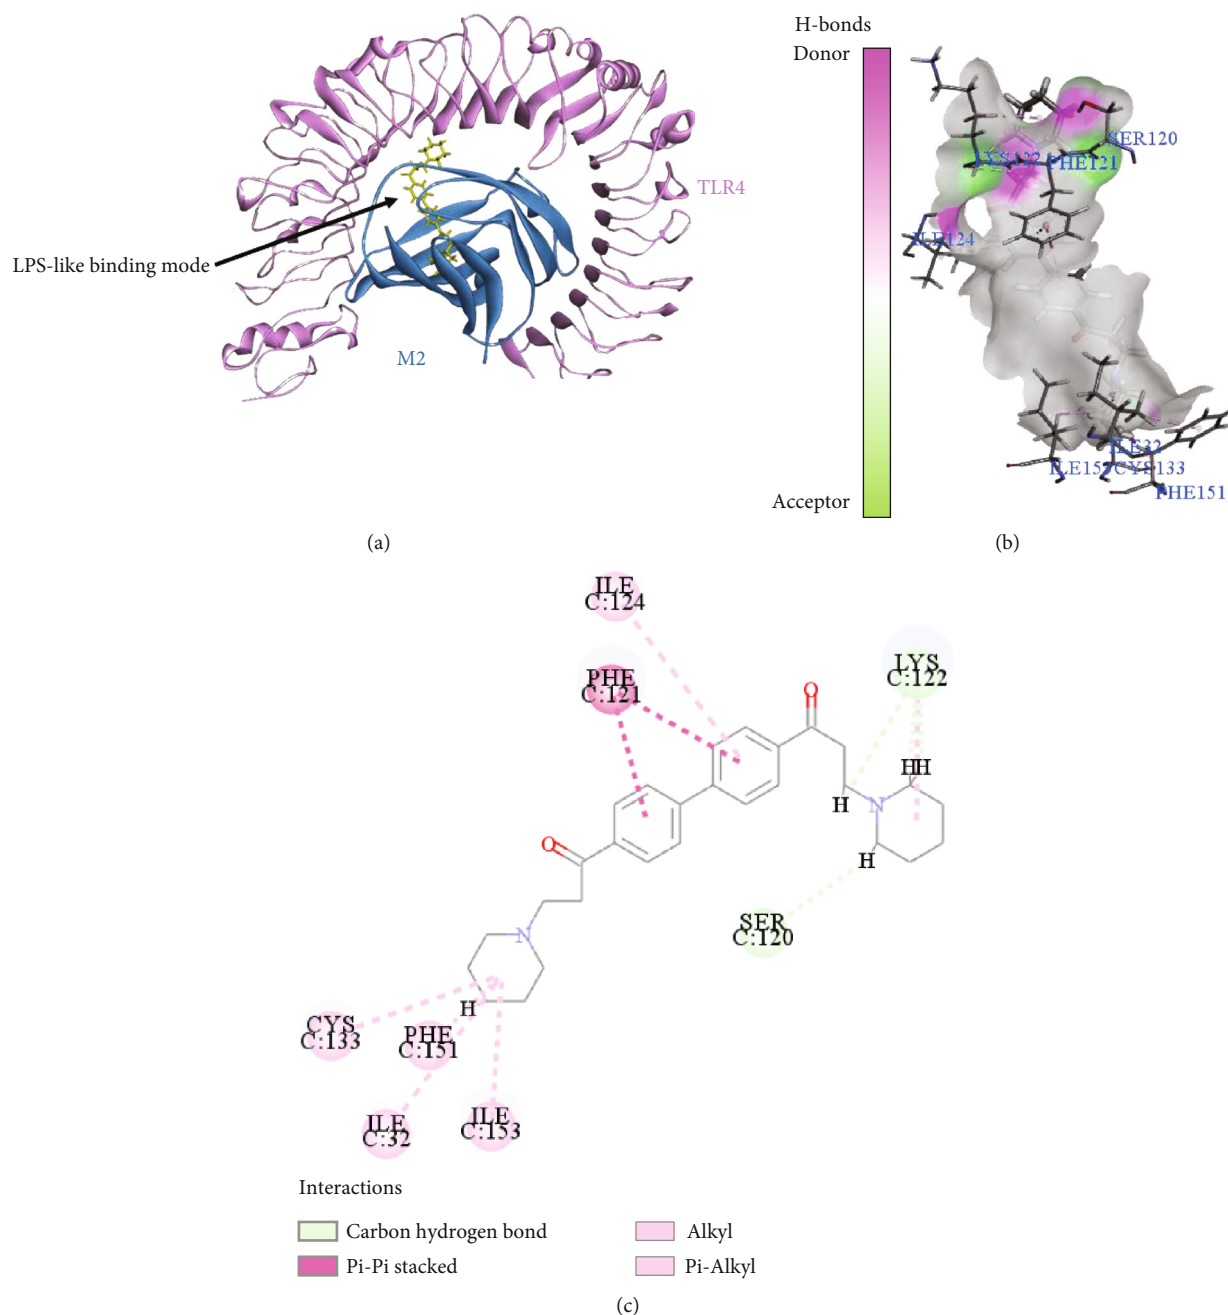 TLR4
LPS-like binding mode
M2
(a)
H-bonds
Donor
Acceptor
SER120
LYS122
PHE121
ILE124
ILE32
ILE153
CYS133
PHE151
(b)
ILE
C:124
PHE
C:121
LYS
C:122
O
H H
H
N
O
H
SER
C:120
N
H
CYS
C:133
PHE
C:151
ILE
C:32
ILE
C:153
Interactions
Carbon hydrogen bond
Alkyl
Pi-Pi stacked
Pi-Alkyl
(c)